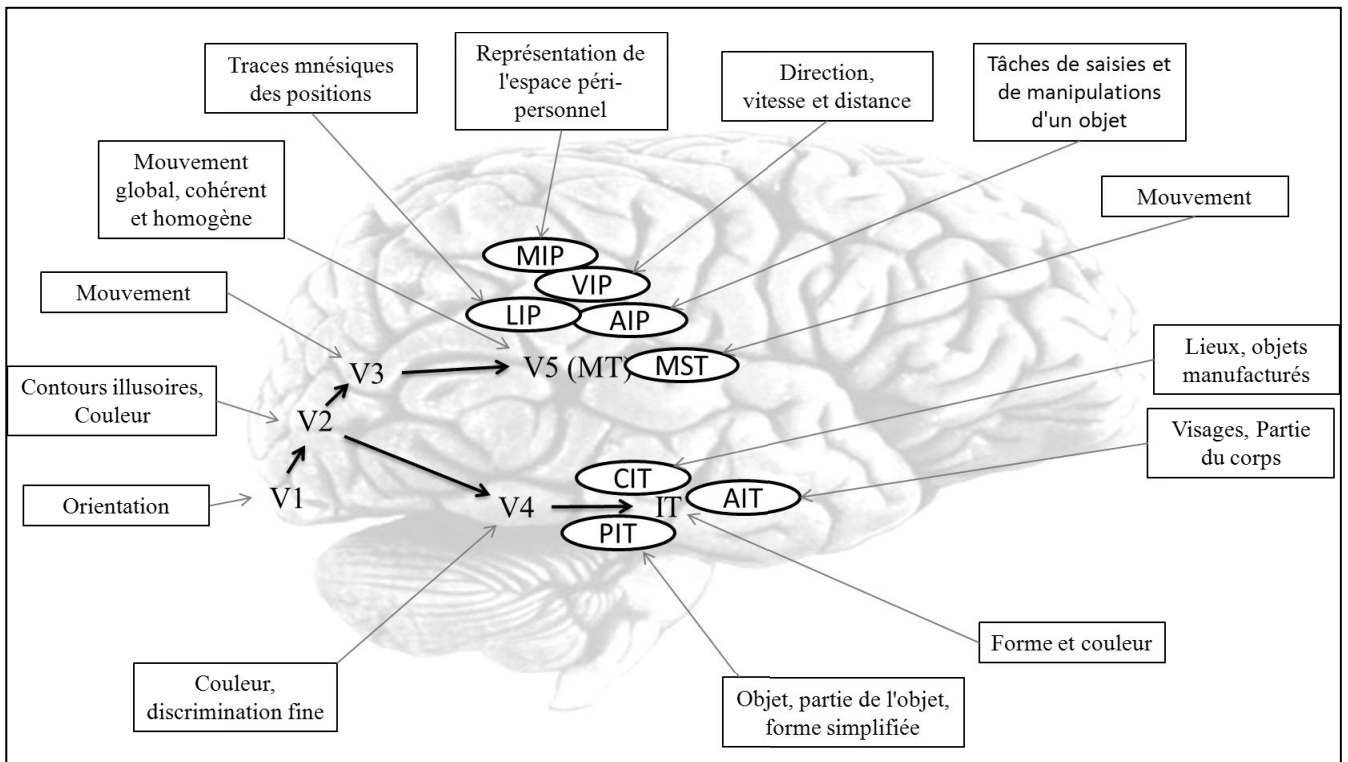 Traces mnésiques
des positions
Représentation de
l'espace péri-
personnel
Direction,
vitesse et distance
Tâches de saisies et
de manipulations
d'un objet
Mouvement
global, cohérent
et homogène
Mouvement
Mouvement
MIP
VIP
LIP
AIP
V5 (MT)
MST
V3
Contours illusoires,
Couleur
V2
Lieux, objets
manufacturés
Visages, Partie
du corps
Orientation
V1
V4
CIT
IT
AIT
PIT
Forme et couleur
Couleur,
discrimination fine
Objet, partie de l'objet,
forme simplifiée